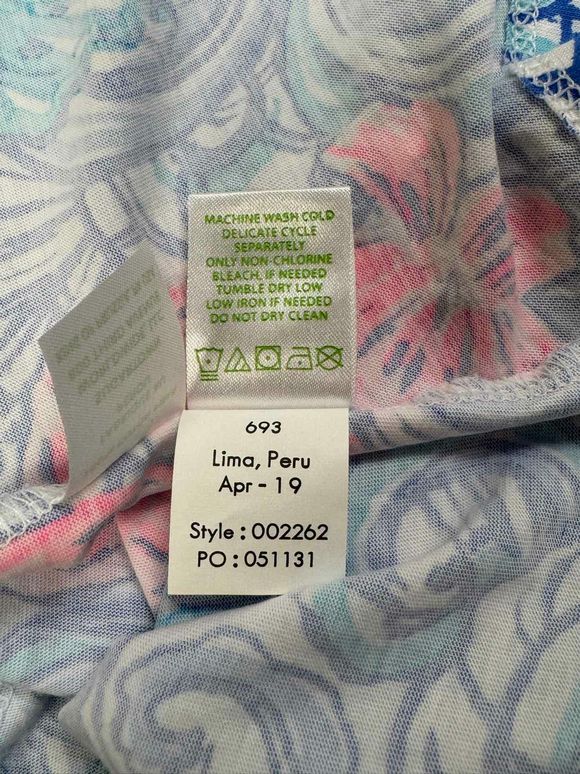 MACHINE WASH COLD
DELICATE CYCLE
SEPARATELY
ONLY NON-CHLORINE
BLEACH. IF NEEDED
TUMBLE DRY LOW
LOW IRON IF NEEDED
DO NOT DRY CLEAN
693
Lima, Peru
Apr - 19
Style : 002262
PO : 051131